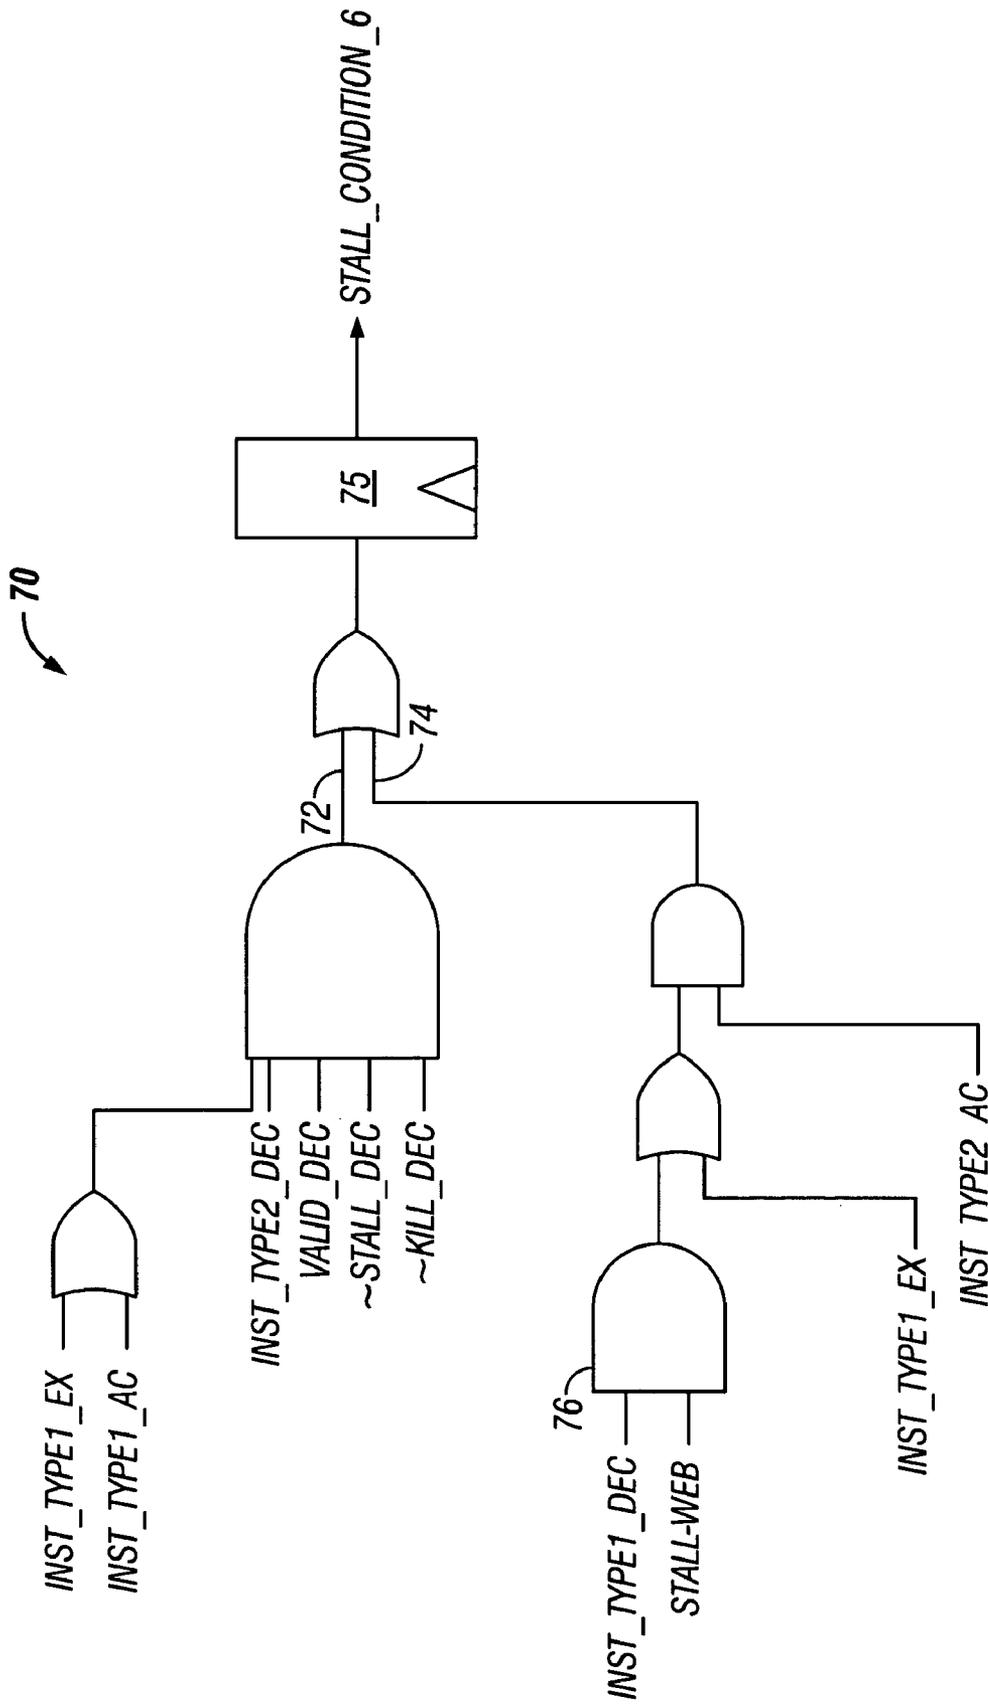 70
INST_TYPE1_EX
INST_TYPE1_AC
INST_TYPE2_DEC
VALID_DEC
~STALL_DEC
~KILL_DEC
72
74
75
STALL_CONDITION_6
76
INST_TYPE1_DEC
STALL-WEB
INST_TYPE1_EX
INST_TYPE2_AC